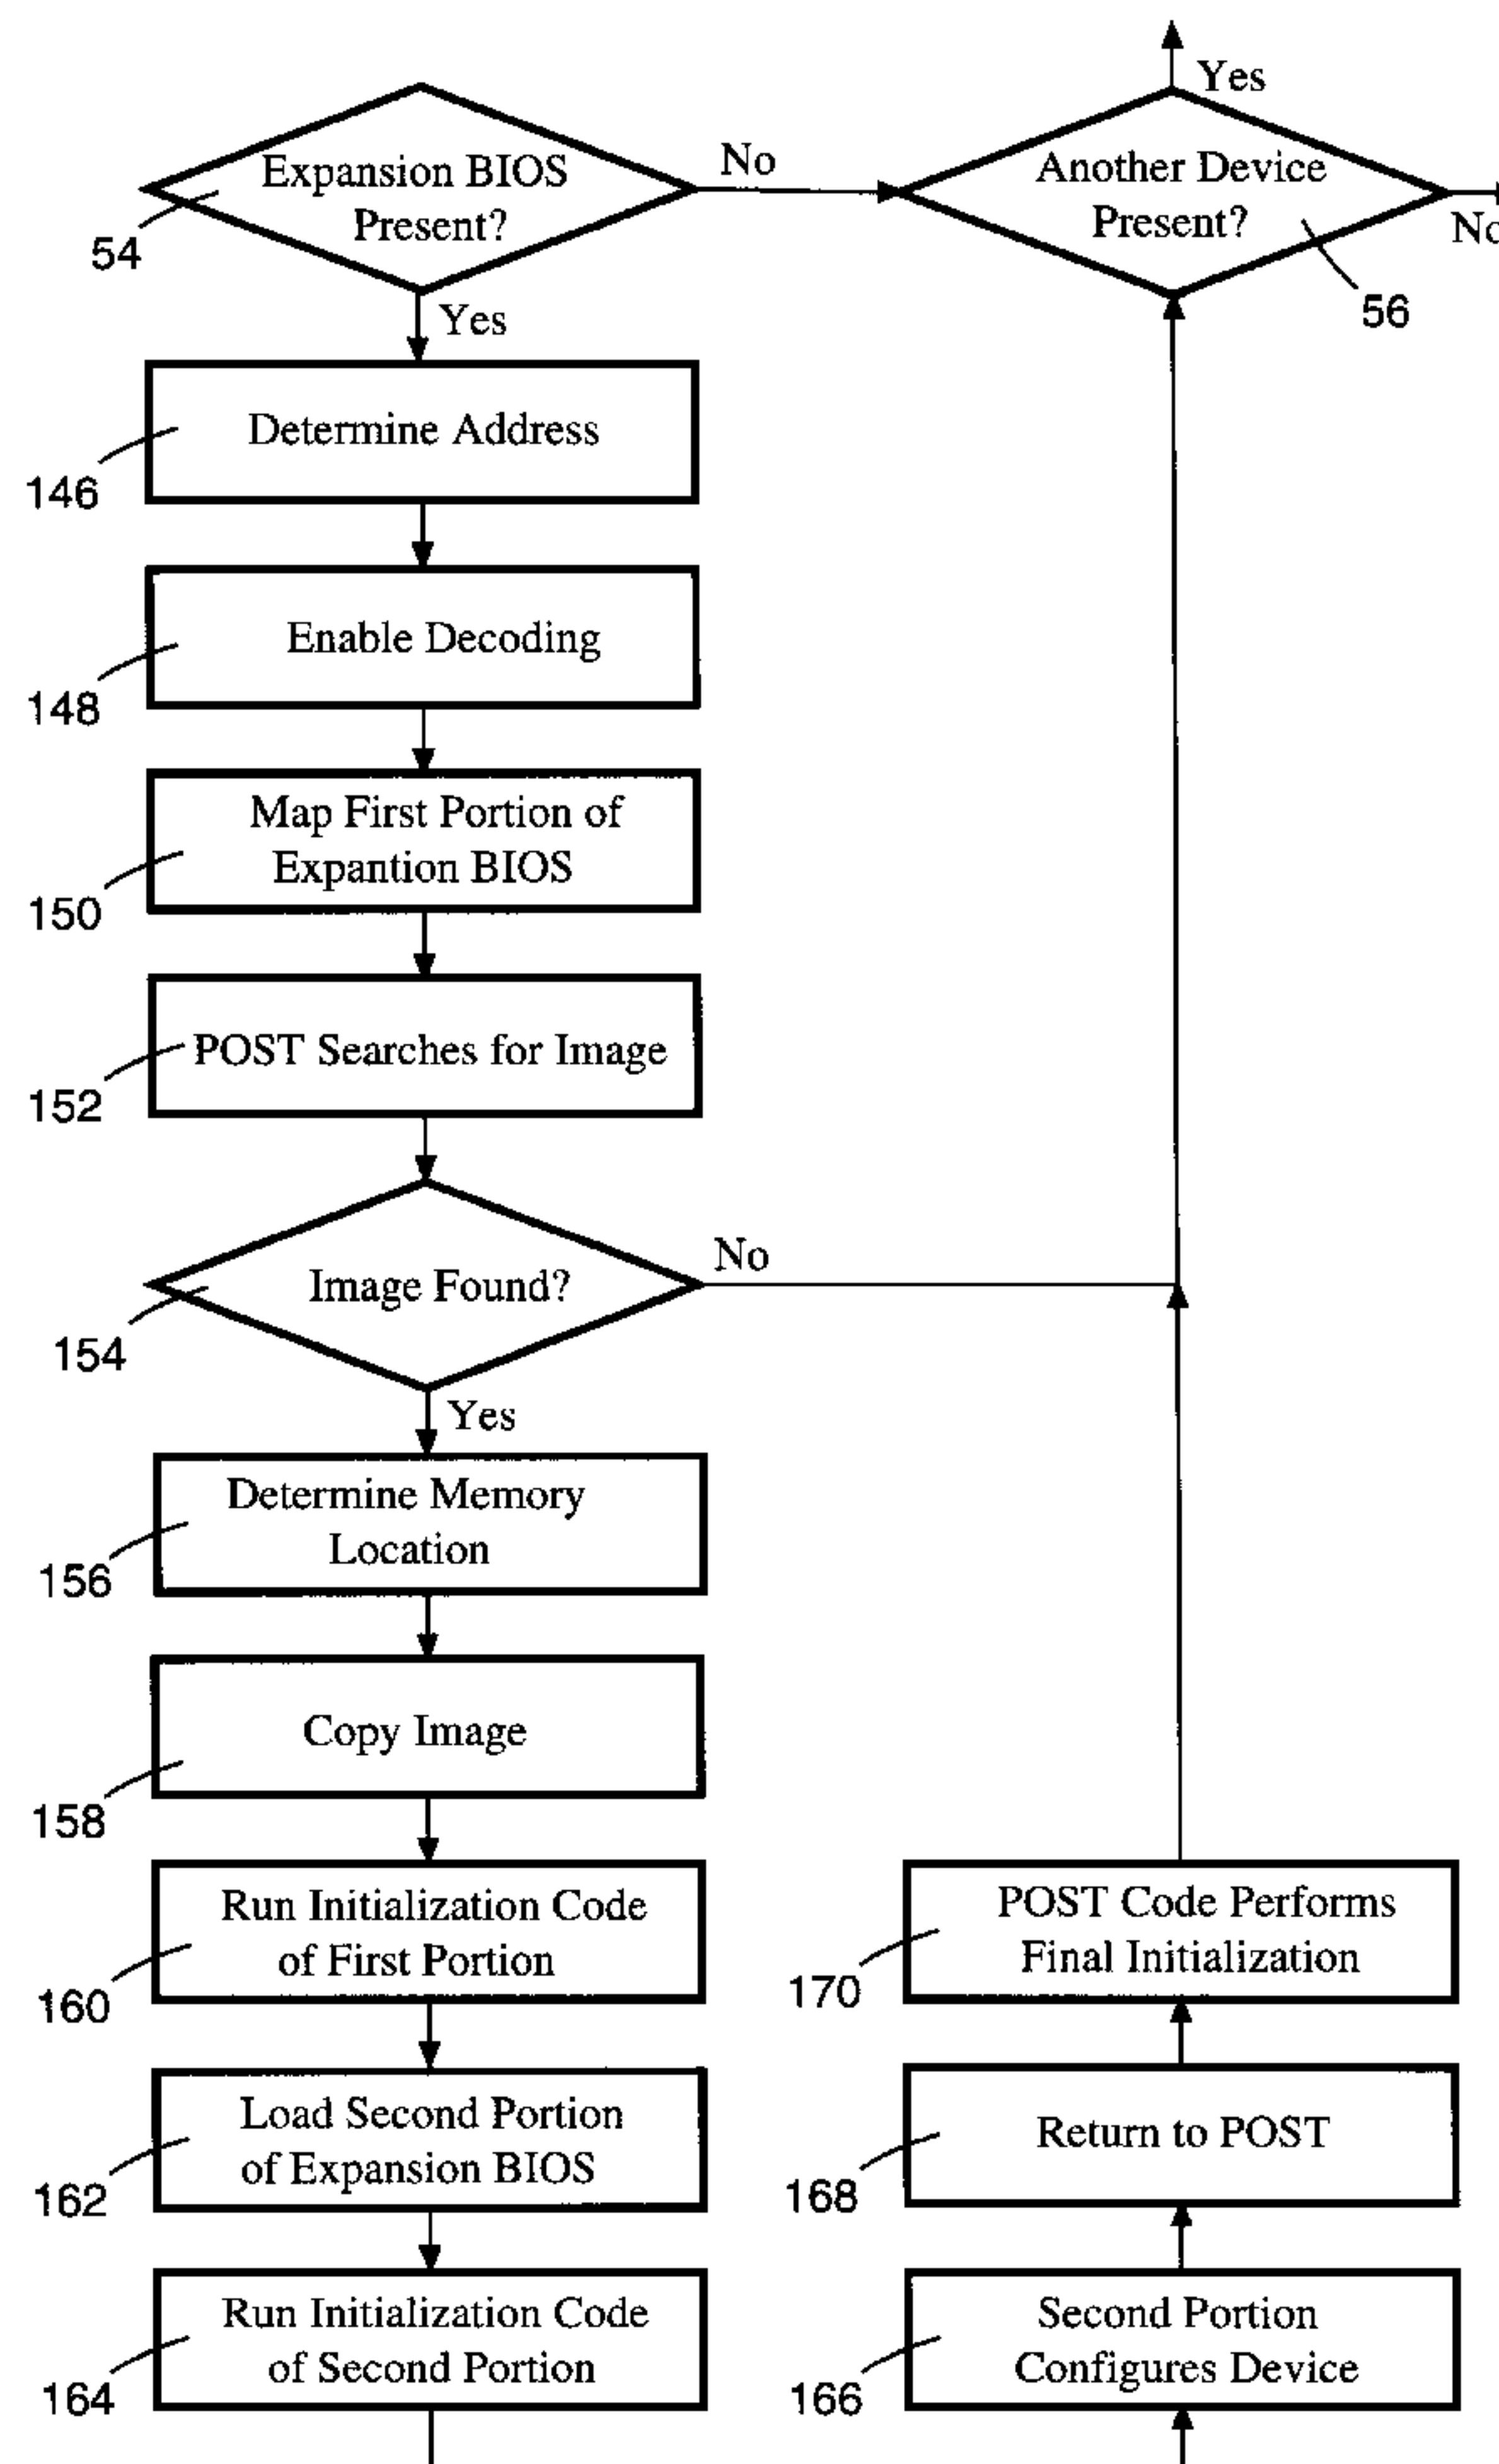 Yes
Expansion BIOS
Present?
No
Another Device
Present?
No
54
56
Yes
Determine Address
146
Enable Decoding
148
Map First Portion of
Expantion BIOS
150
POST Searches for Image
152
Image Found?
No
154
Yes
Determine Memory
Location
156
Copy Image
158
Run Initialization Code
of First Portion
160
Load Second Portion
of Expansion BIOS
162
Run Initialization Code
of Second Portion
164
POST Code Performs
Final Initialization
170
Return to POST
168
Second Portion
Configures Device
166